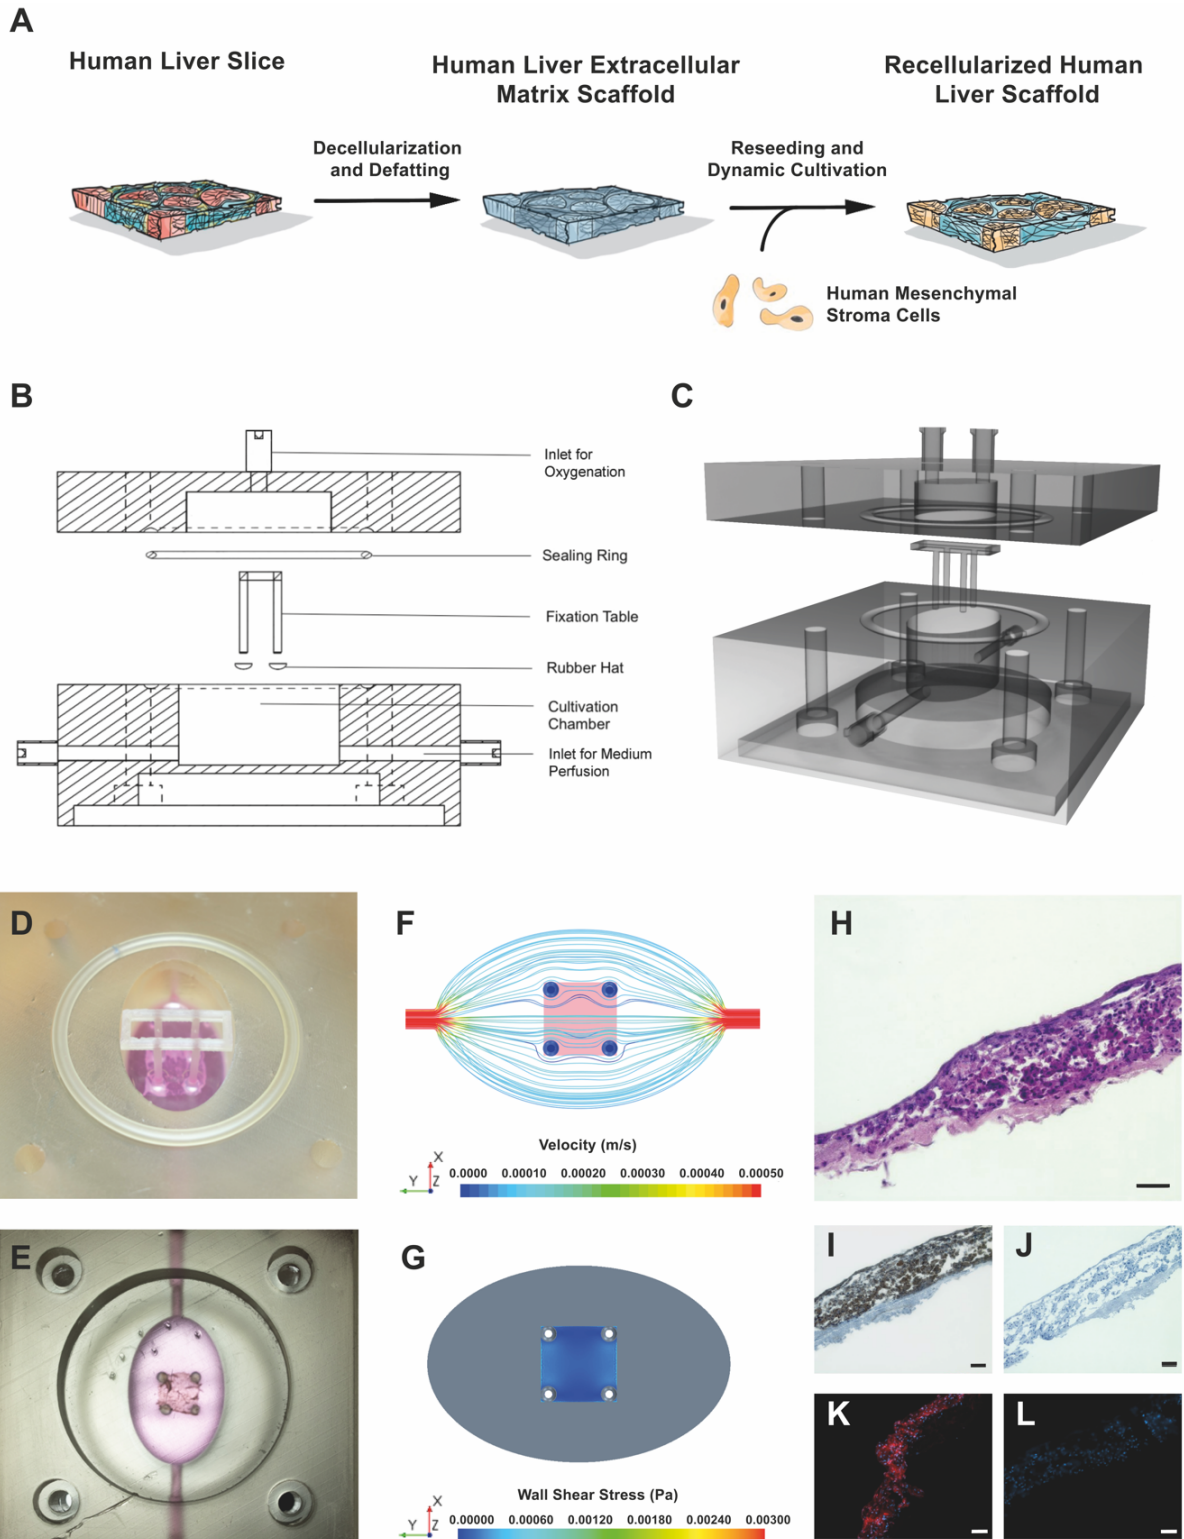 A
Human Liver Slice
Human Liver Extracellular
Matrix Scaffold
Recellularized Human
Liver Scaffold
Decellularization
and Defatting
Reseeding and
Dynamic Cultivation
Human Mesenchymal
Stroma Cells
B
Inlet for
Oxygenation
Sealing Ring
Fixation Table
Rubber Hat
Cultivation
Chamber
Inlet for Medium
Perfusion
C
D
E
F
Velocity (m/s)
X
Y
Z
0.0000 0.00010 0.00020 0.00030 0.00040 0.00050
G
Wall Shear Stress (Pa)
X
Y
Z
0.00000 0.00060 0.00120 0.00180 0.00240 0.00300
H
I
J
K
L